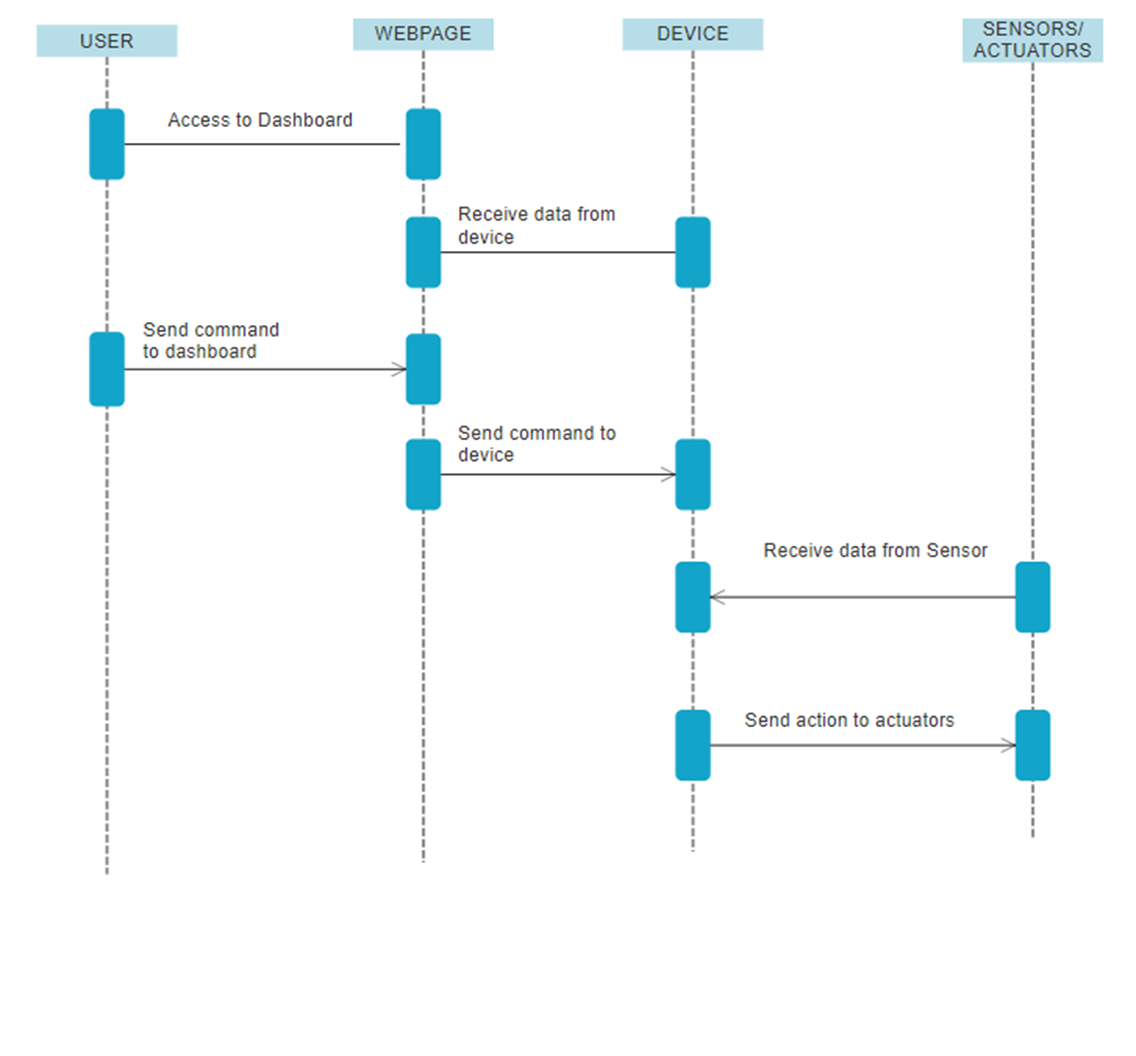 USER
WEBPAGE
DEVICE
SENSORS/
ACTUATORS
Access to Dashboard
Receive data from
device
Send command
to dashboard
Send command to
device
Receive data from Sensor
Send action to actuators